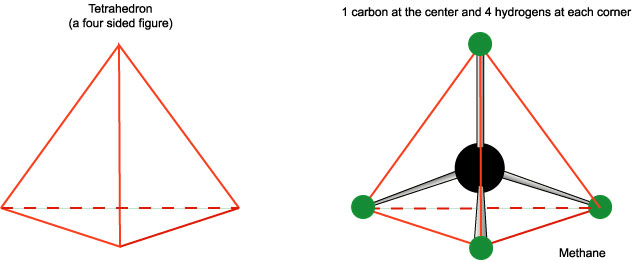 Tetrahedron
(a four sided figure)
1 carbon at the center and 4 hydrogens at each corner
Methane